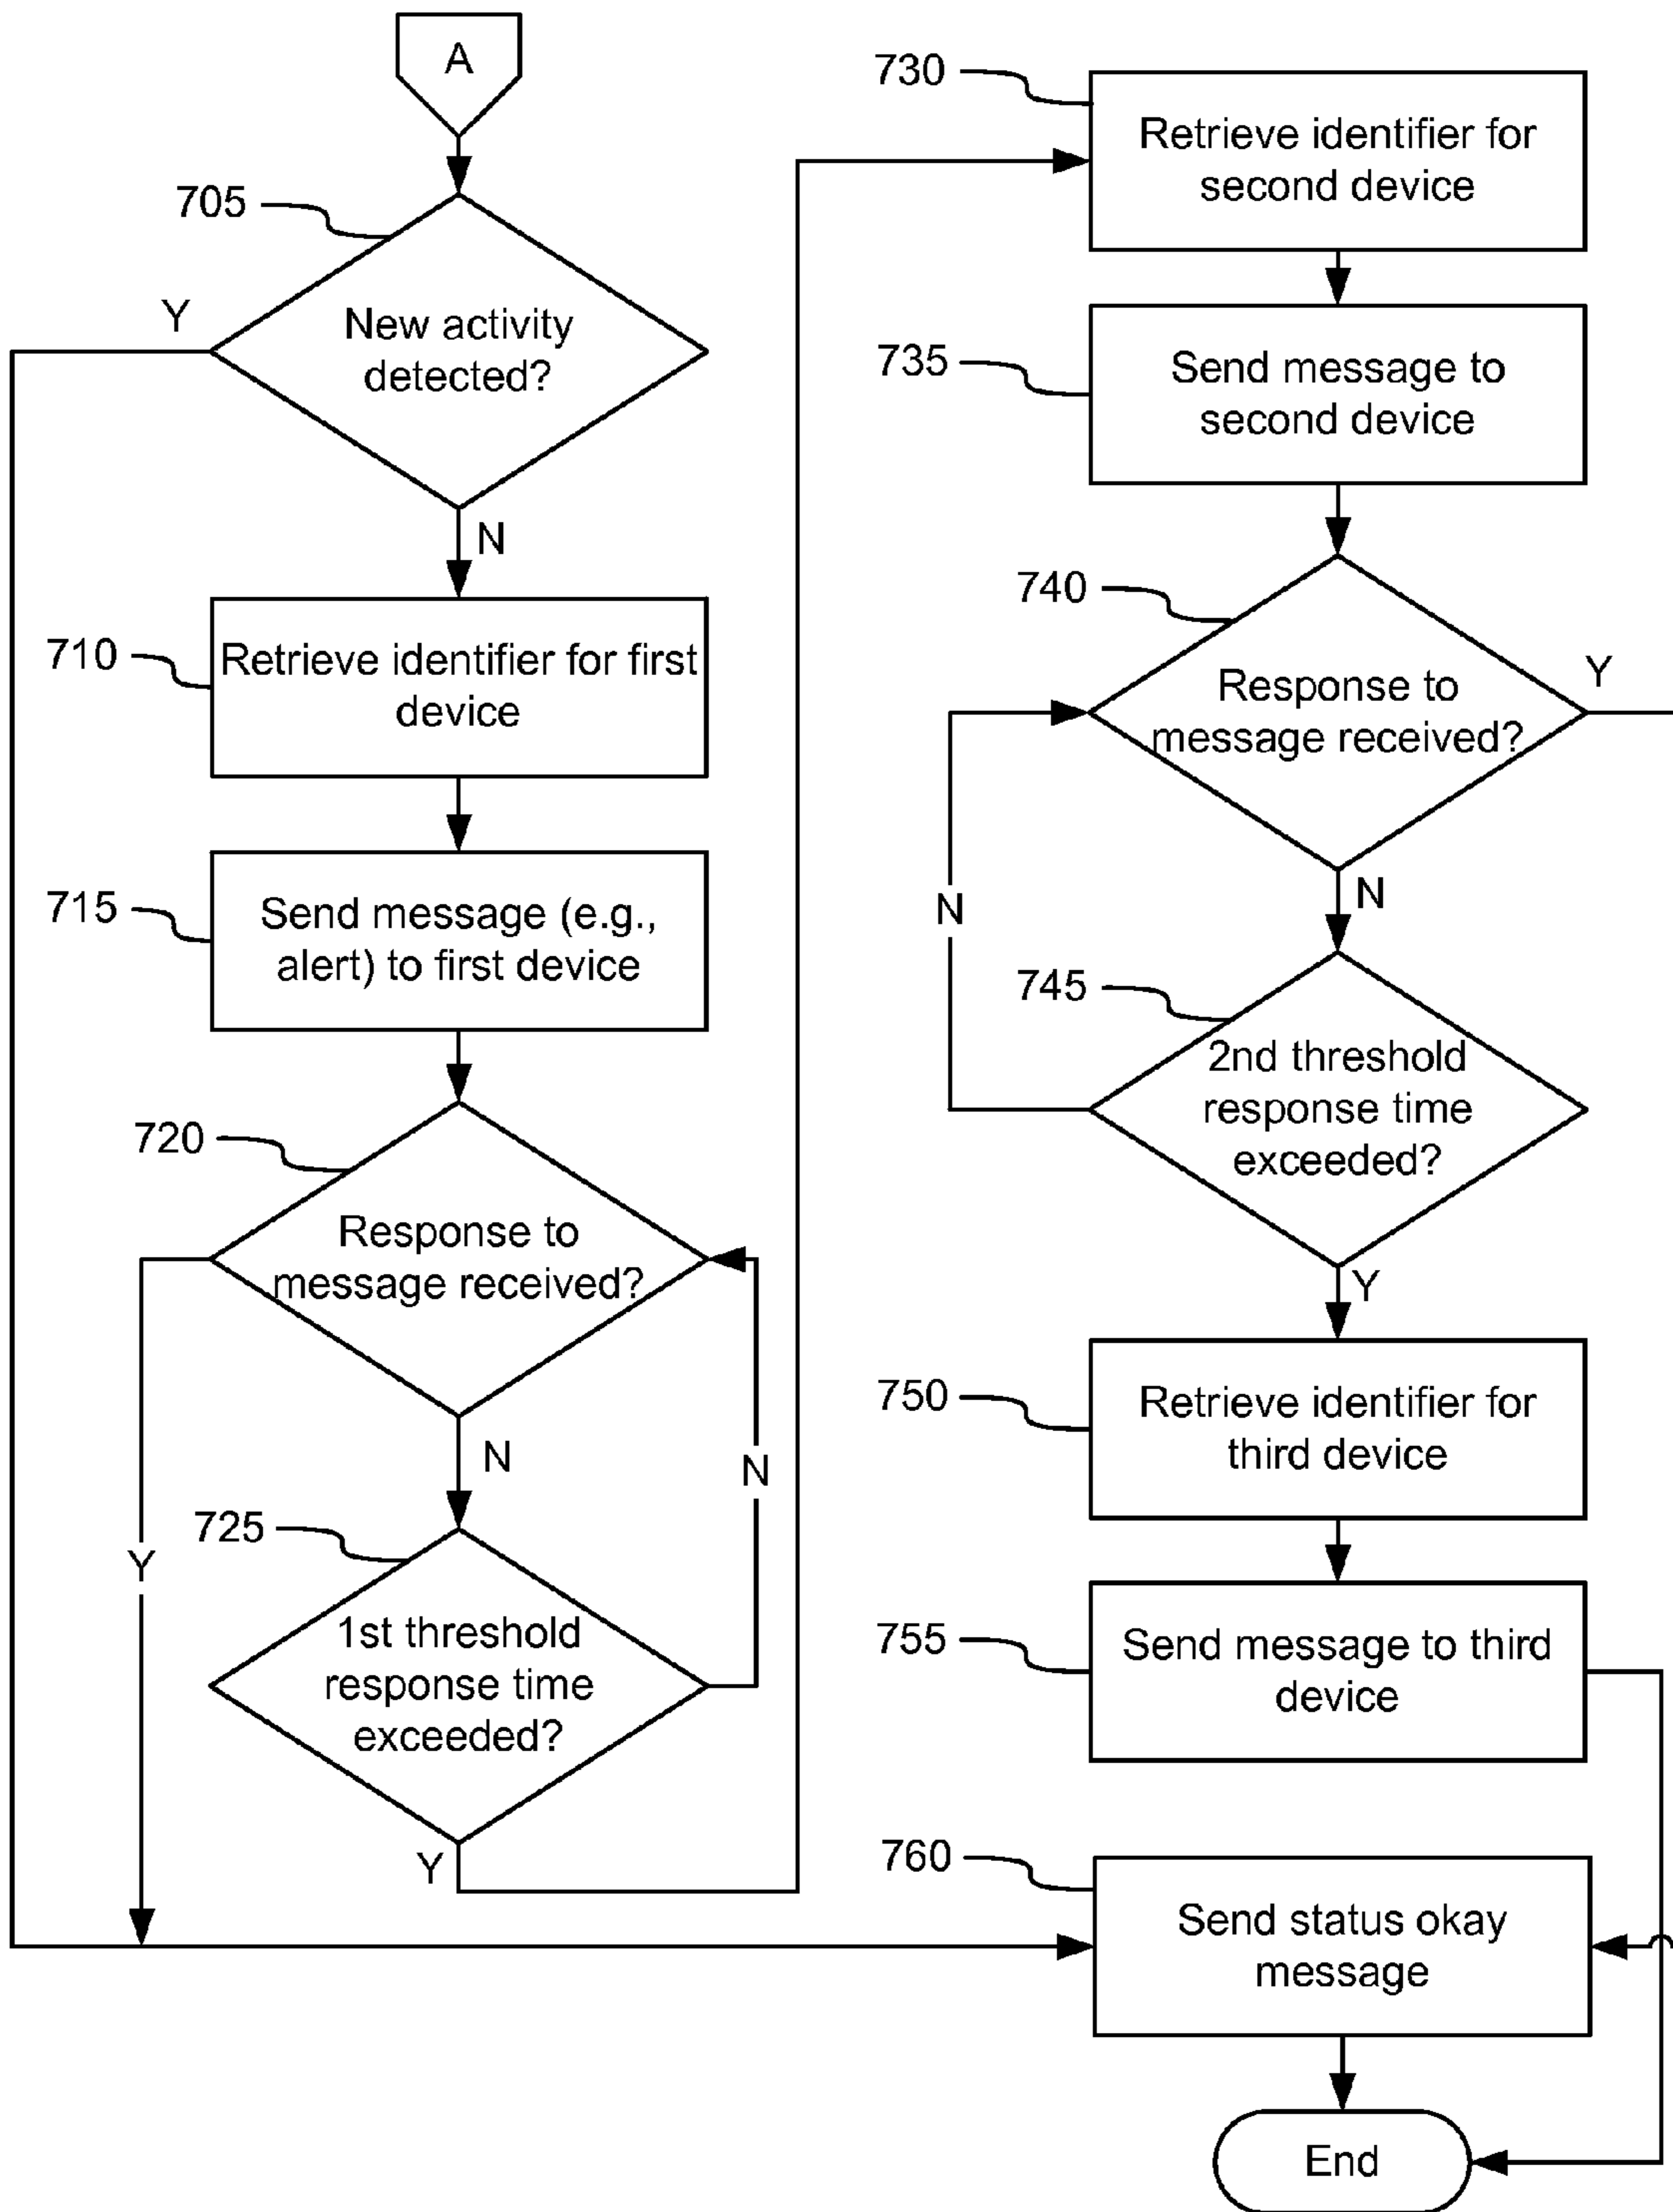 A
705
Y
New activity
detected?
N
710
Retrieve identifier for first
device
715
Send message (e.g.,
alert) to first device
720
Response to
message received?
N
N
Y
725
1st threshold
response time
exceeded?
Y
730
Retrieve identifier for
second device
735
Send message to
second device
740
Response to
message received?
Y
N
N
745
2nd threshold
response time
exceeded?
Y
750
Retrieve identifier for
third device
755
Send message to third
device
760
Send status okay
message
End